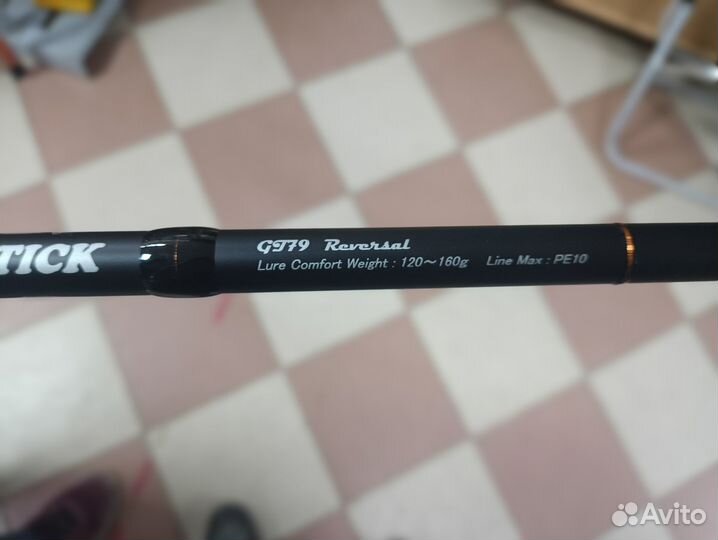 TICK
GT79 Reversal
Lure Comfort Weight : 120～160g Line Max : PE10
Avito